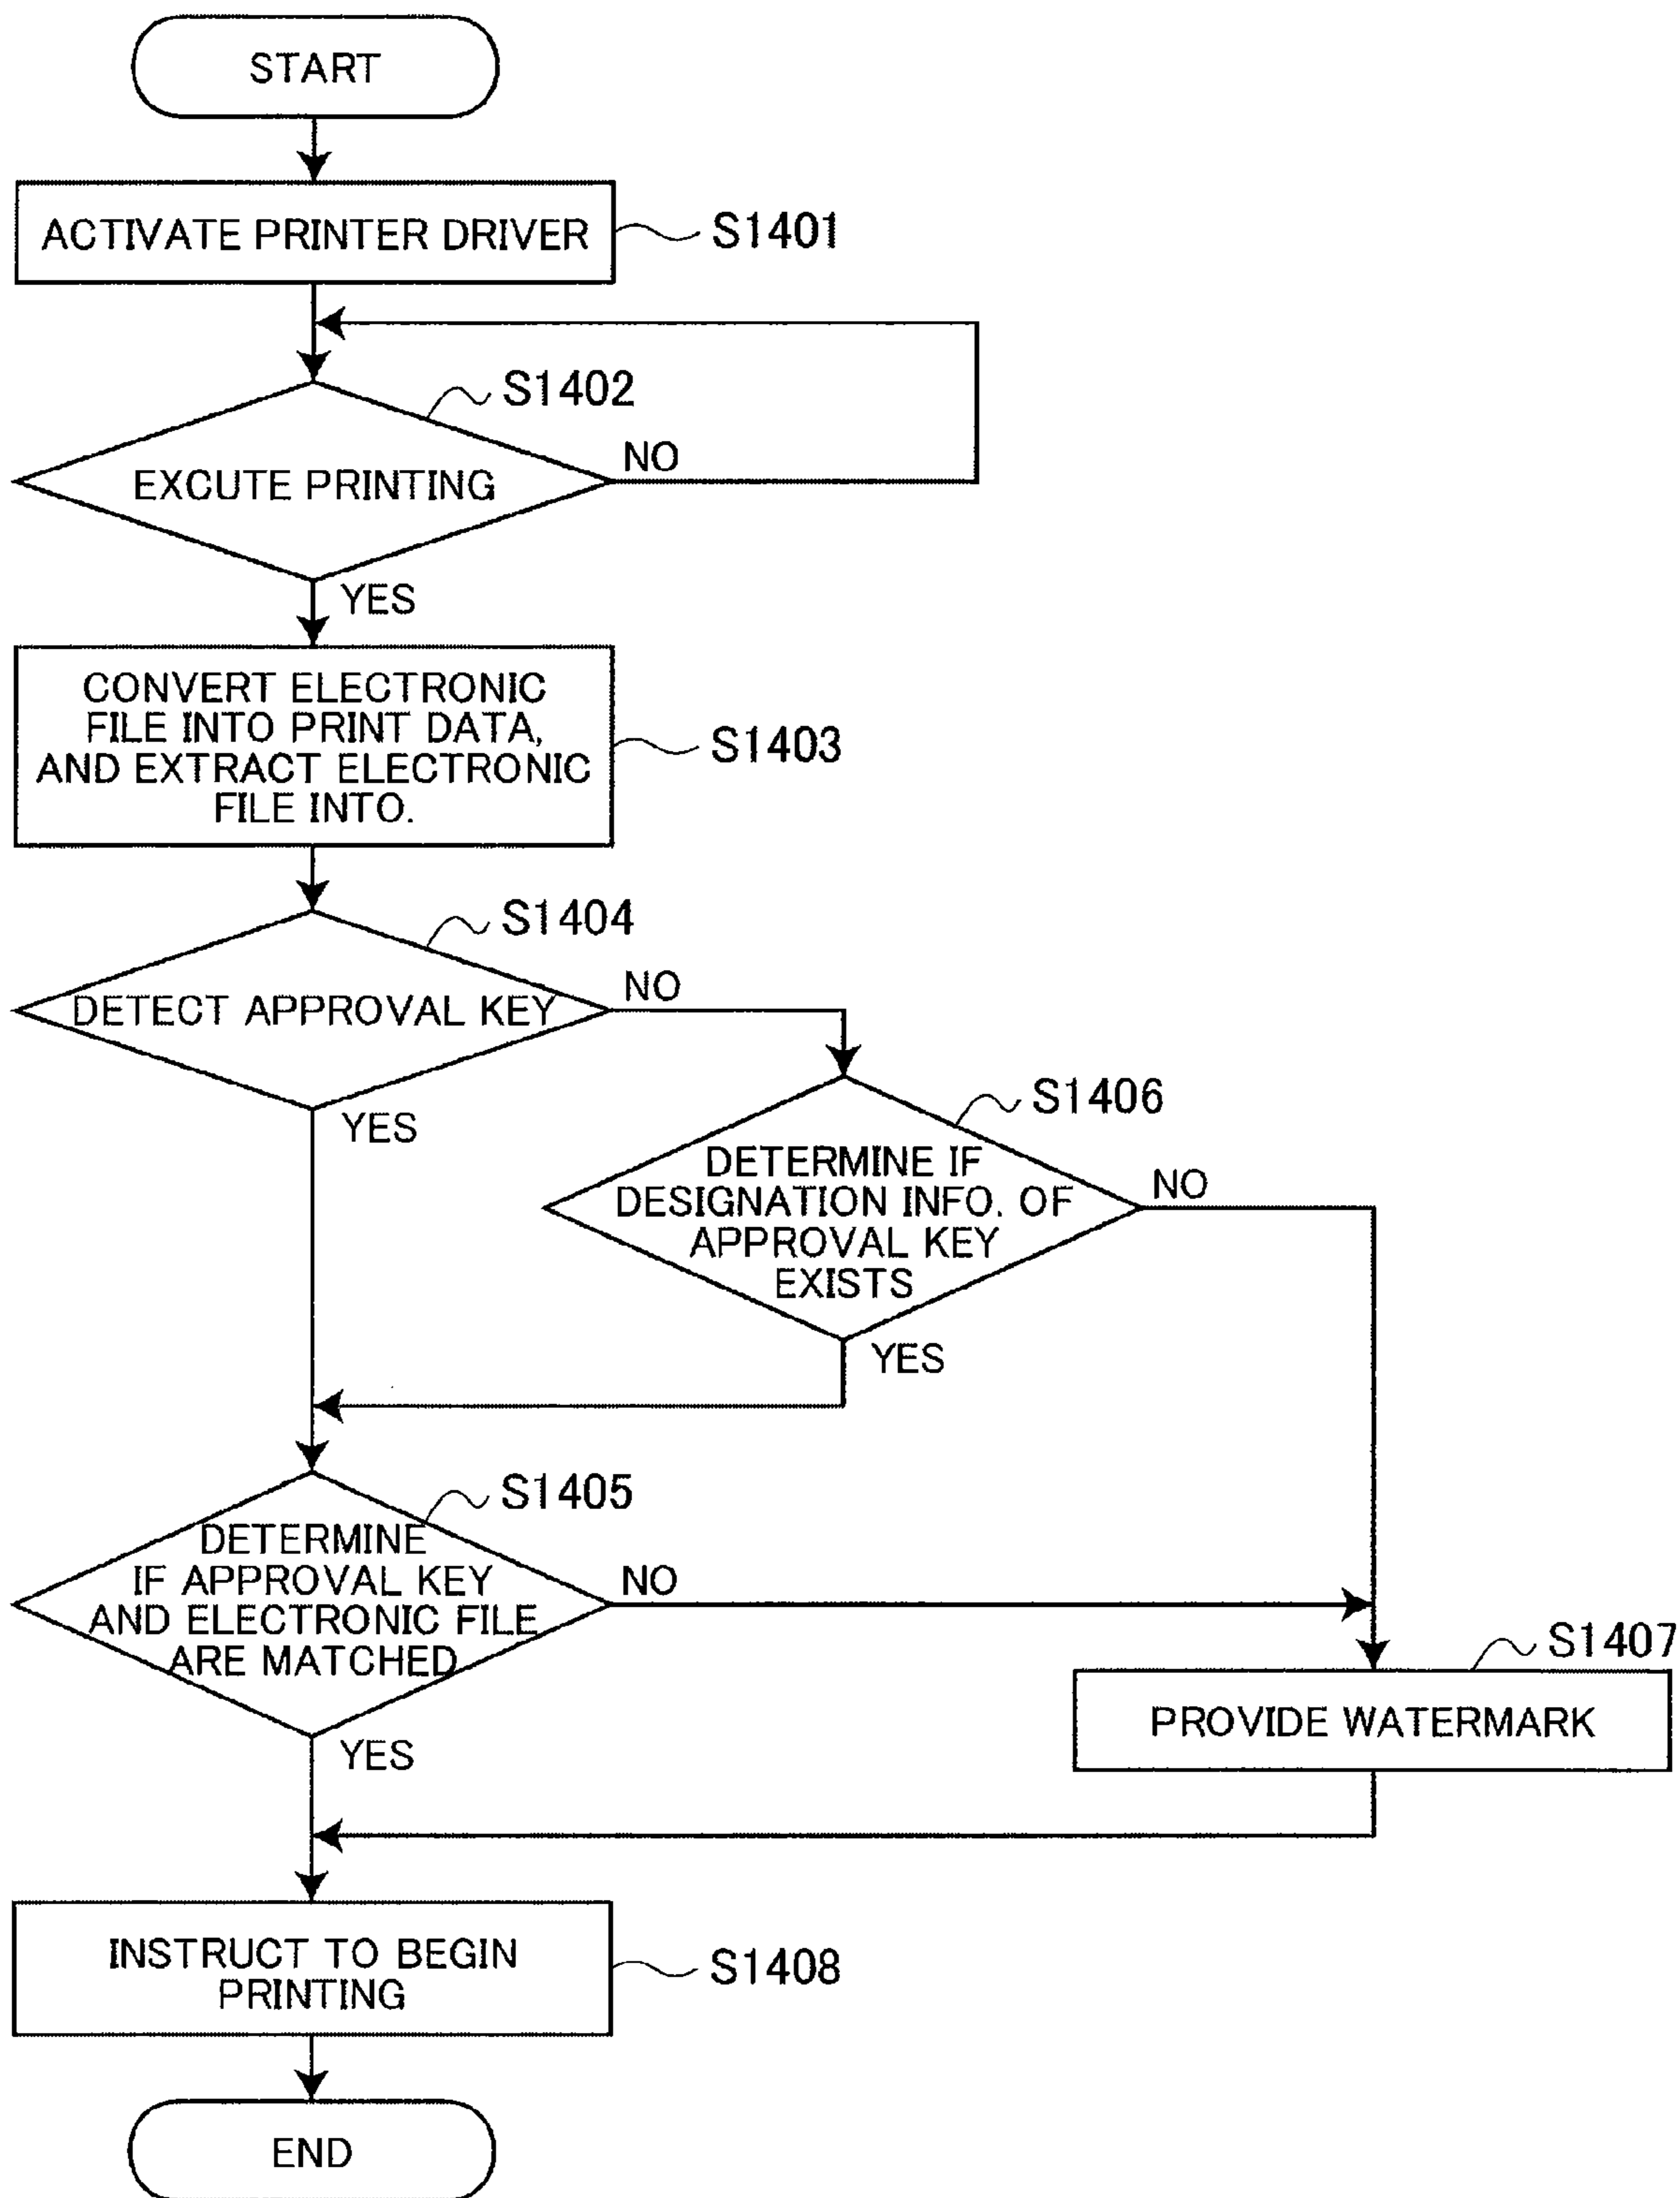 START
ACTIVATE PRINTER DRIVER
S1401
S1402
EXCUTE PRINTING
NO
YES
CONVERT ELECTRONIC
FILE INTO PRINT DATA,
AND EXTRACT ELECTRONIC
FILE INTO.
S1403
S1404
DETECT APPROVAL KEY
NO
YES
S1406
DETERMINE IF
DESIGNATION INFO. OF
APPROVAL KEY
EXISTS
NO
YES
S1405
DETERMINE
IF APPROVAL KEY
AND ELECTRONIC FILE
ARE MATCHED
NO
YES
S1407
PROVIDE WATERMARK
INSTRUCT TO BEGIN
PRINTING
S1408
END